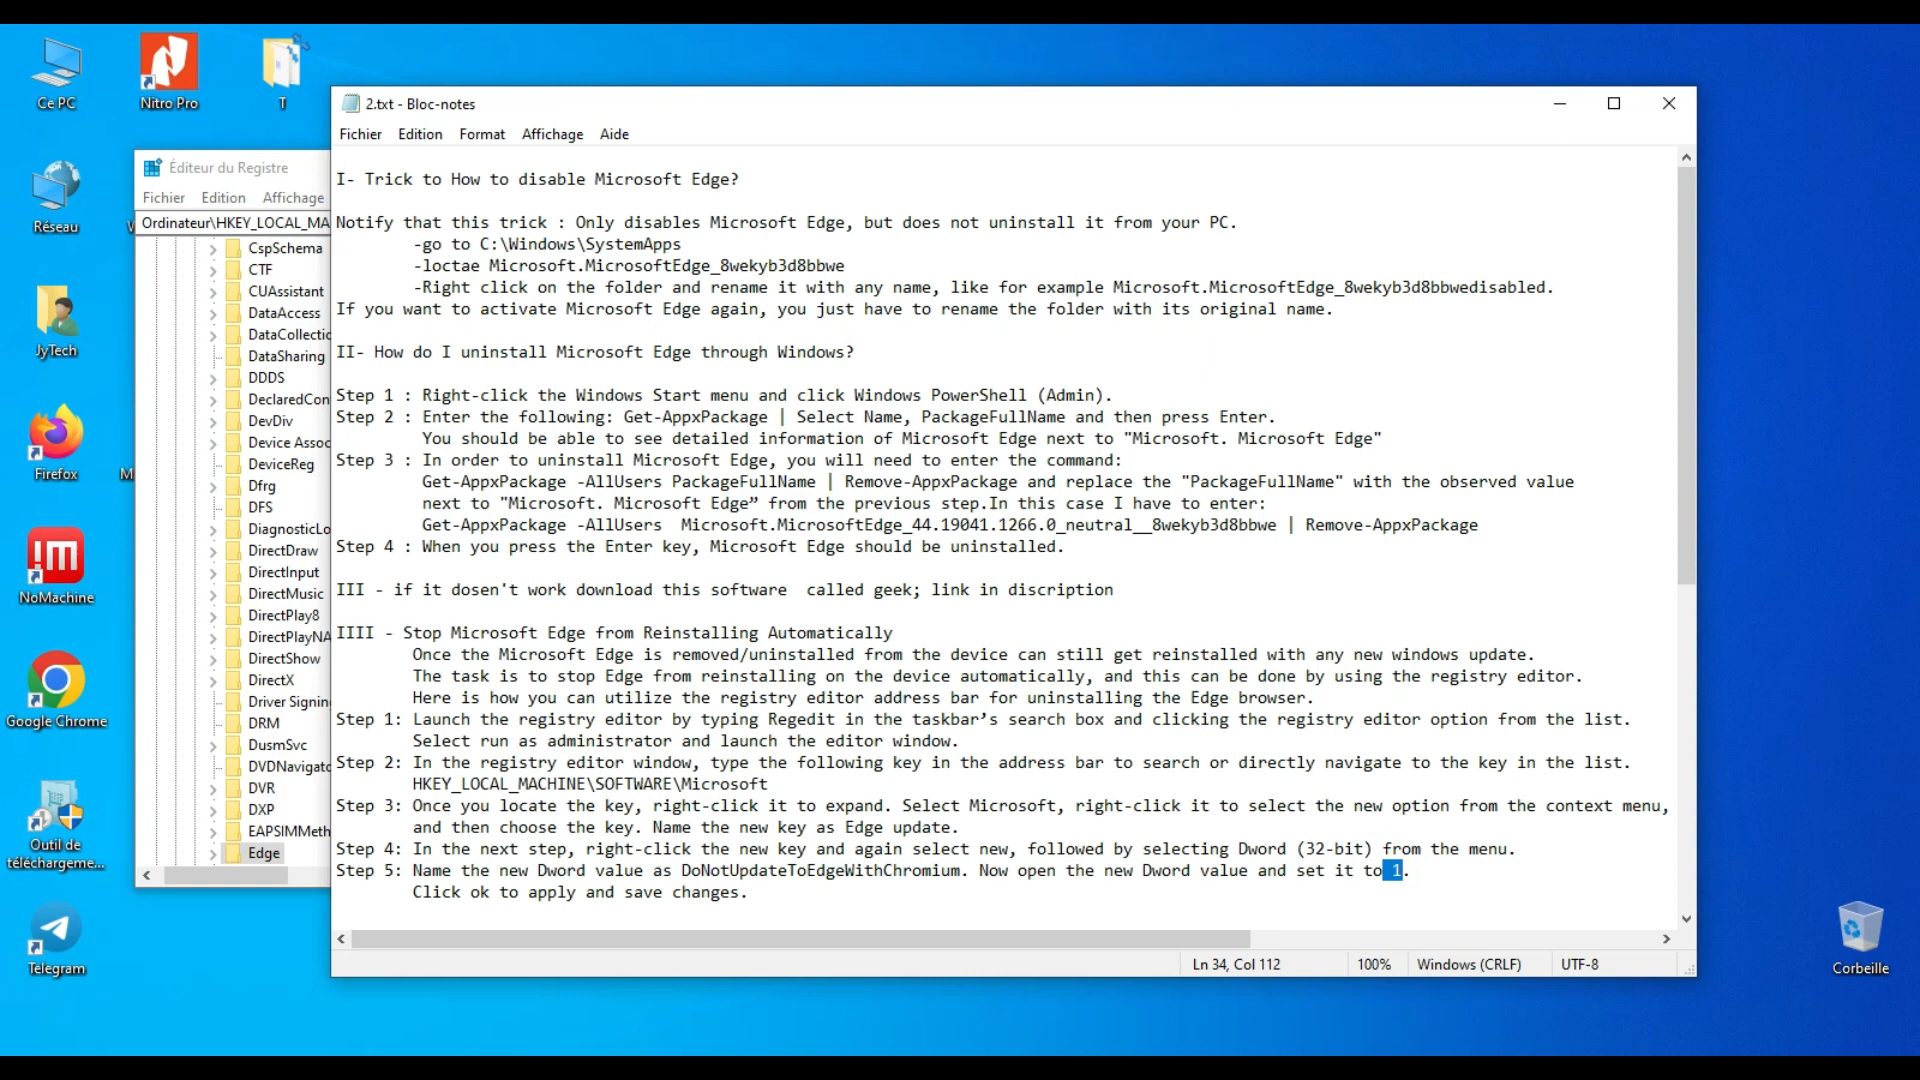 Ce PC
Nitro Pro
T
Réseau
JyTech
Firefox
NoMachine
Google Chrome
Outil de
téléchargeme...
Telegram
Corbeille
Éditeur du Registre
Fichier Edition Affichage
Ordinateur\HKEY_LOCAL_MA
CspSchema
CTF
CUAssistant
DataAccess
DataCollectio
DataSharing
DDDS
DeclaredCon
DevDiv
Device Assoc
DeviceReg
Dfrg
DFS
DiagnosticLo
DirectDraw
DirectInput
DirectMusic
DirectPlay8
DirectPlayNA
DirectShow
DirectX
Driver Signin
DRM
DusmSvc
DVDNavigato
DVR
DXP
EAPSIMMeth
Edge
2.txt - Bloc-notes
Fichier Edition Format Affichage Aide
I- Trick to How to disable Microsoft Edge?
Notify that this trick : Only disables Microsoft Edge, but does not uninstall it from your PC.
-go to C:\Windows\SystemApps
-loctae Microsoft.MicrosoftEdge_8wekyb3d8bbwe
-Right click on the folder and rename it with any name, like for example Microsoft.MicrosoftEdge_8wekyb3d8bbwedisabled.
If you want to activate Microsoft Edge again, you just have to rename the folder with its original name.
II- How do I uninstall Microsoft Edge through Windows?
Step 1 : Right-click the Windows Start menu and click Windows PowerShell (Admin).
Step 2 : Enter the following: Get-AppxPackage | Select Name, PackageFullName and then press Enter.
You should be able to see detailed information of Microsoft Edge next to "Microsoft. Microsoft Edge"
Step 3 : In order to uninstall Microsoft Edge, you will need to enter the command:
Get-AppxPackage -AllUsers PackageFullName | Remove-AppxPackage and replace the "PackageFullName" with the observed value
next to "Microsoft. Microsoft Edge” from the previous step.In this case I have to enter:
Get-AppxPackage -AllUsers  Microsoft.MicrosoftEdge_44.19041.1266.0_neutral__8wekyb3d8bbwe | Remove-AppxPackage
Step 4 : When you press the Enter key, Microsoft Edge should be uninstalled.
III - if it dosen't work download this software  called geek; link in discription
IIII - Stop Microsoft Edge from Reinstalling Automatically
Once the Microsoft Edge is removed/uninstalled from the device can still get reinstalled with any new windows update.
The task is to stop Edge from reinstalling on the device automatically, and this can be done by using the registry editor.
Here is how you can utilize the registry editor address bar for uninstalling the Edge browser.
Step 1: Launch the registry editor by typing Regedit in the taskbar’s search box and clicking the registry editor option from the list.
Select run as administrator and launch the editor window.
Step 2: In the registry editor window, type the following key in the address bar to search or directly navigate to the key in the list.
HKEY_LOCAL_MACHINE\SOFTWARE\Microsoft
Step 3: Once you locate the key, right-click it to expand. Select Microsoft, right-click it to select the new option from the context menu,
and then choose the key. Name the new key as Edge update.
Step 4: In the next step, right-click the new key and again select new, followed by selecting Dword (32-bit) from the menu.
Step 5: Name the new Dword value as DoNotUpdateToEdgeWithChromium. Now open the new Dword value and set it to 1.
Click ok to apply and save changes.
Ln 34, Col 112
100%
Windows (CRLF)
UTF-8